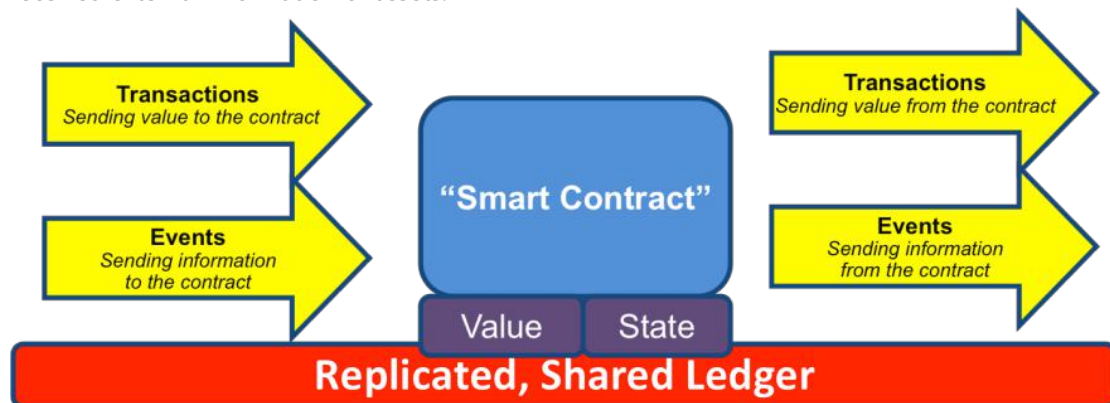 Transactions
Sending value to the contract
Events
Sending information
to the contract
“Smart Contract”
Value
State
Transactions
Sending value from the contract
Events
Sending information
from the contract
Replicated, Shared Ledger